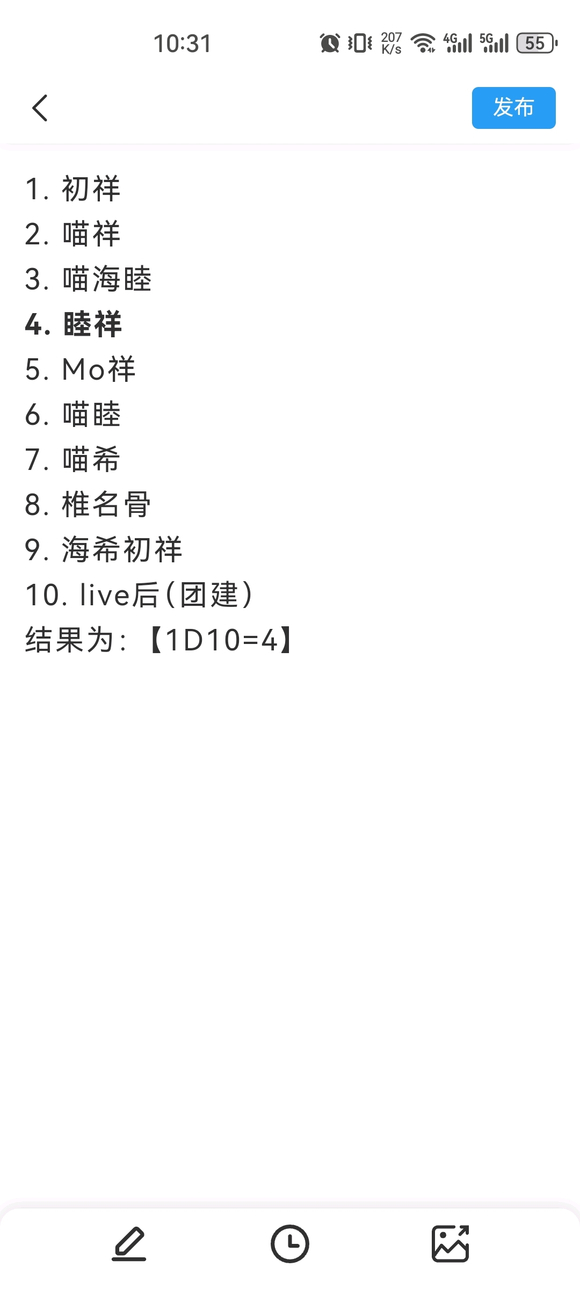 10:31 207 K/s 4G 5G 55
发布
1. 初祥
2. 喵祥
3. 喵海睦
4. 睦祥
5. Mo祥
6. 喵睦
7. 喵希
8. 椎名骨
9. 海希初祥
10. live后(团建)
结果为:【1D10=4】